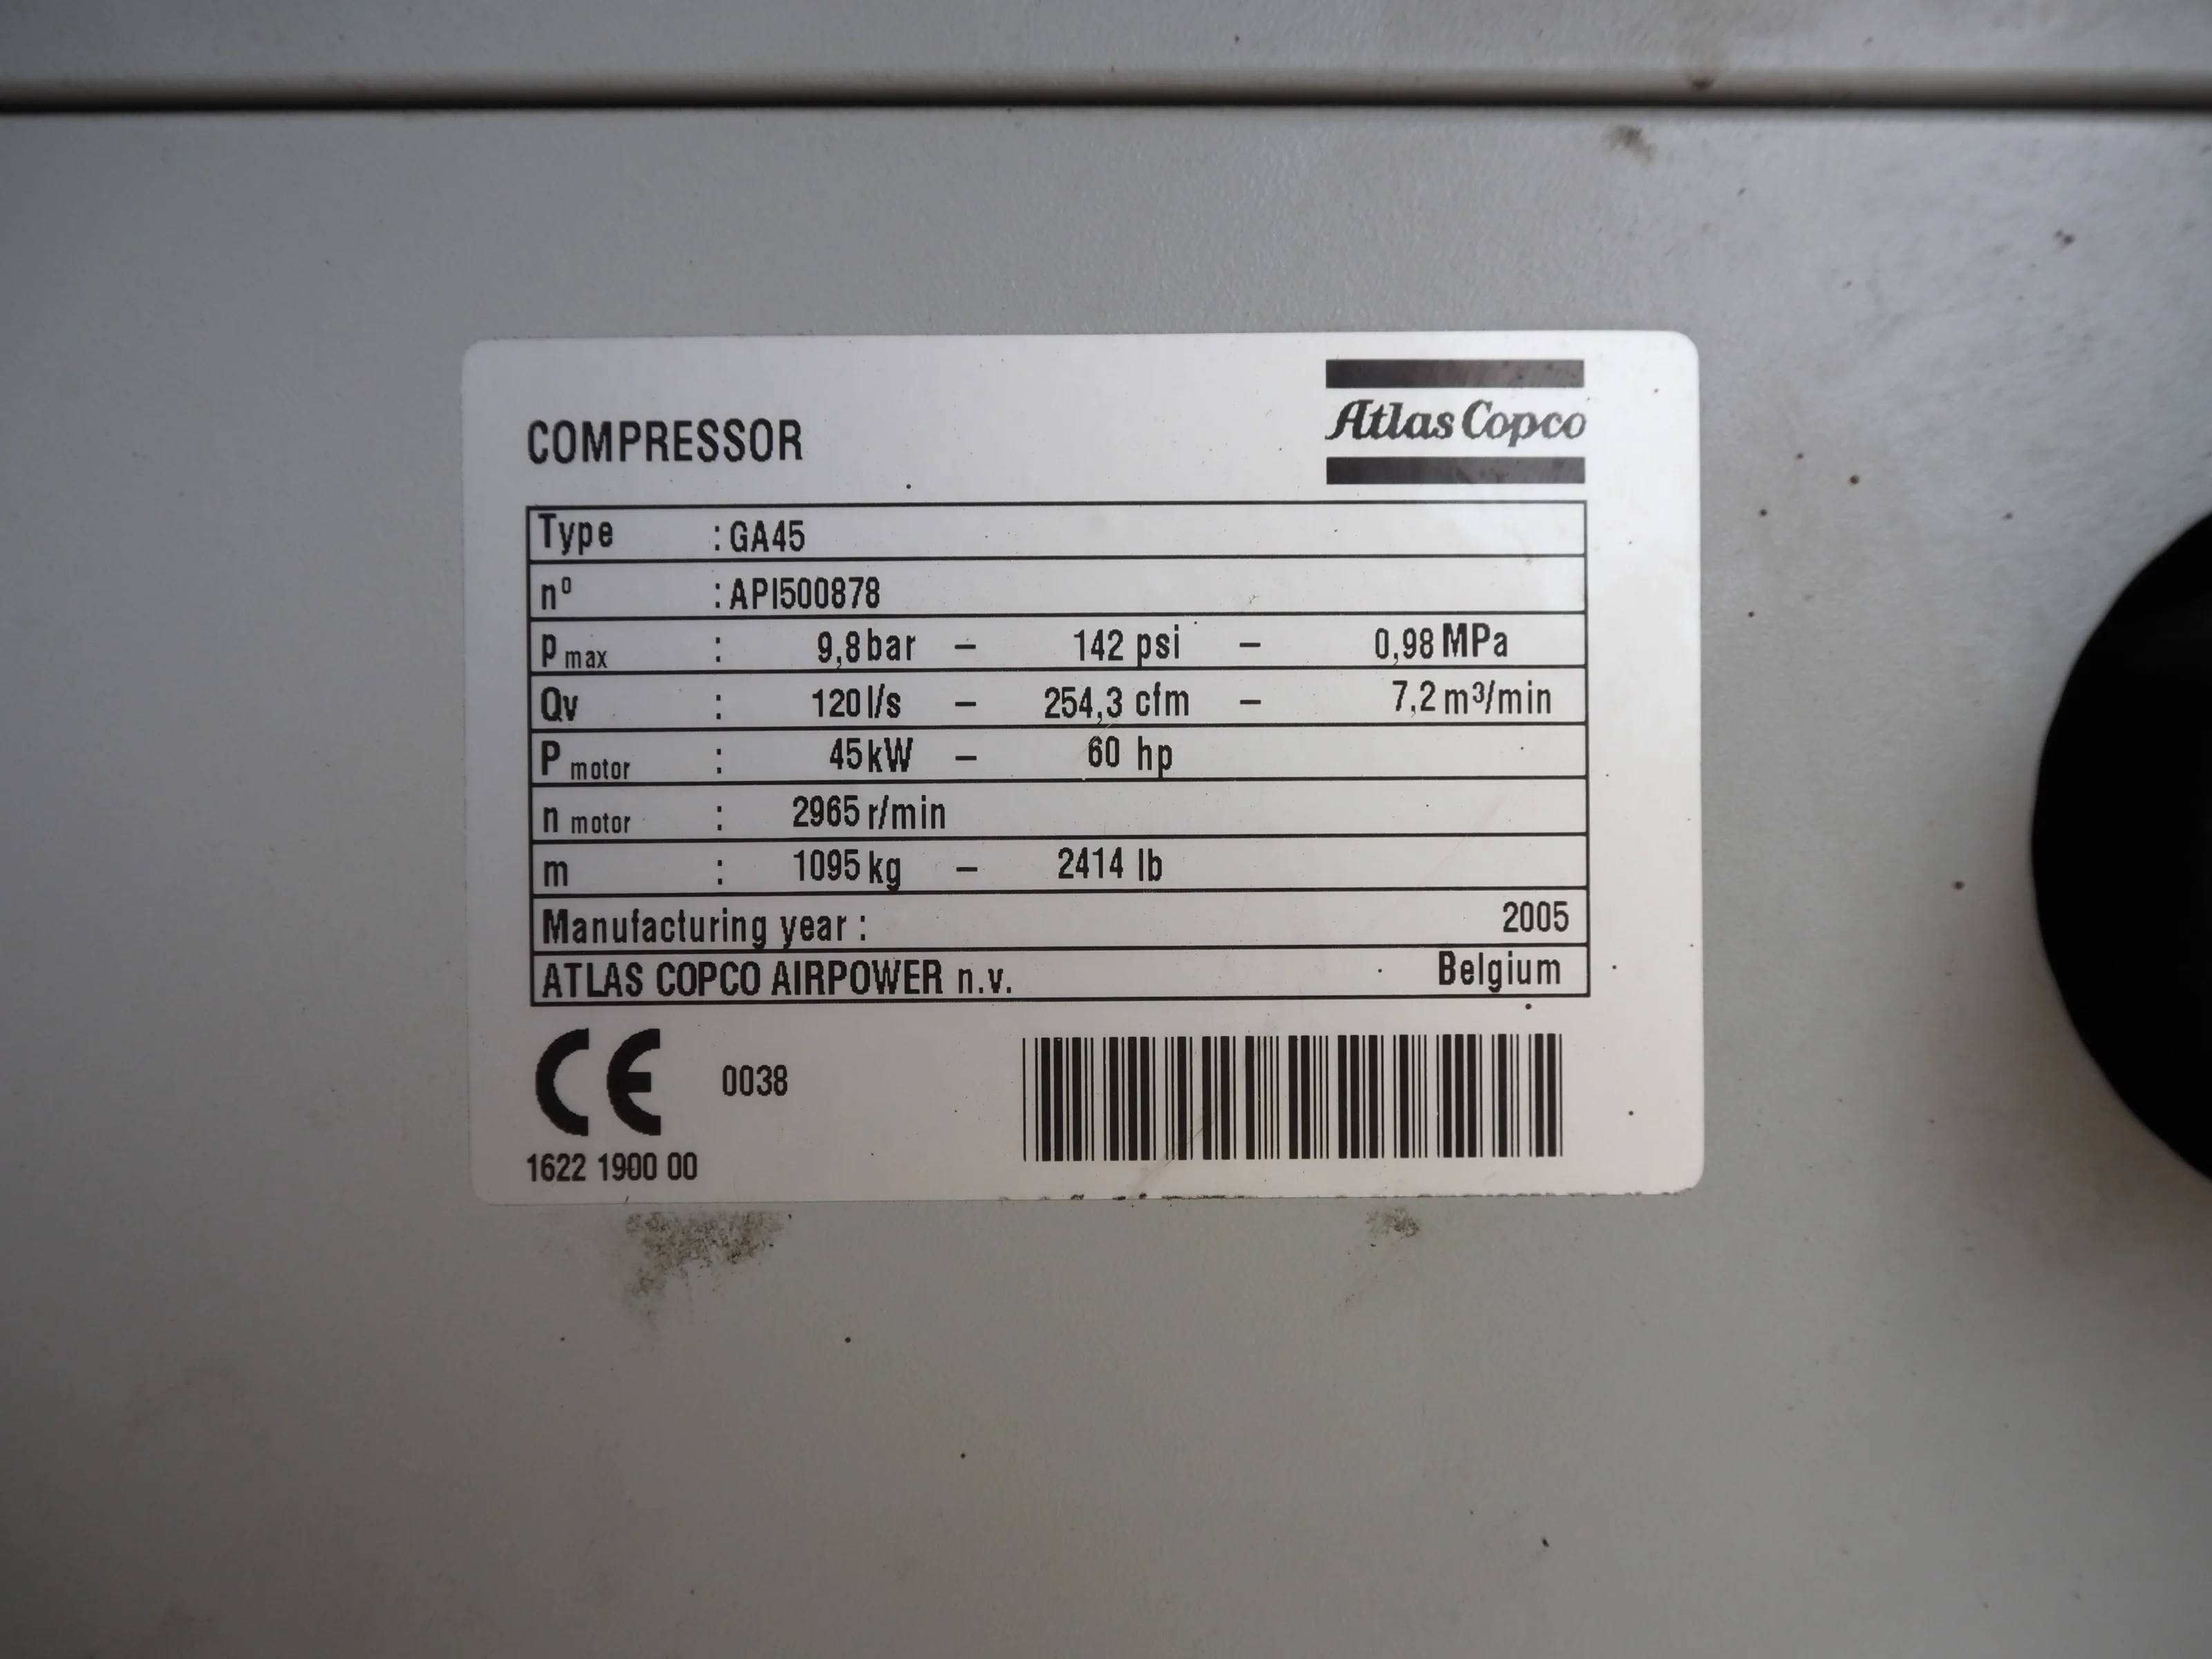 COMPRESSOR
Atlas Copco
Type : GA45
nº : API500878
p max : 9,8 bar – 142 psi – 0,98 MPa
Qv : 120 l/s – 254,3 cfm – 7,2 m³/min
P motor : 45 kW – 60 hp
n motor : 2965 r/min
m : 1095 kg – 2414 lb
Manufacturing year : 2005
ATLAS COPCO AIRPOWER n.v. Belgium
CE 0038
1622 1900 00